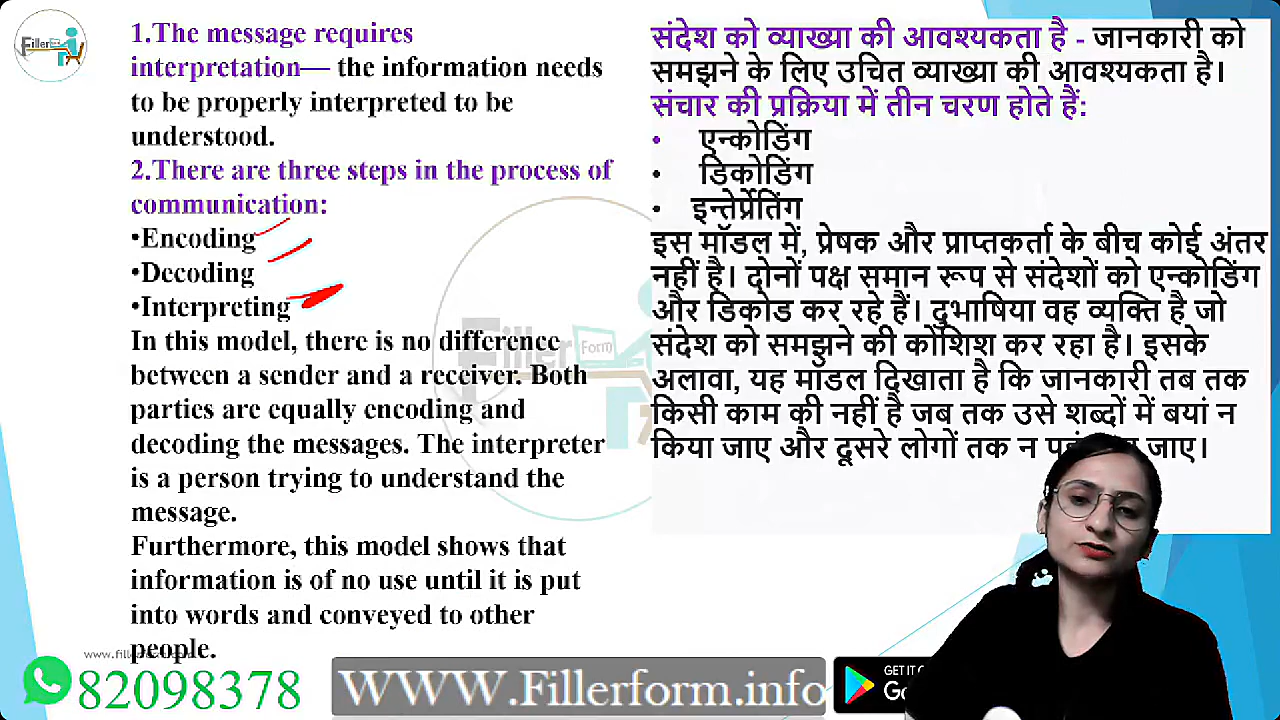 Fillerform
1.The message requires
interpretation— the information needs
to be properly interpreted to be
understood.
2.There are three steps in the process of
communication:
•Encoding
•Decoding
•Interpreting
In this model, there is no difference
between a sender and a receiver. Both
parties are equally encoding and
decoding the messages. The interpreter
is a person trying to understand the
message.
Furthermore, this model shows that
information is of no use until it is put
into words and conveyed to other
people.
संदेश को व्याख्या की आवश्यकता है - जानकारी को
समझने के लिए उचित व्याख्या की आवश्यकता है।
संचार की प्रक्रिया में तीन चरण होते हैं:
• एन्कोडिंग
• डिकोडिंग
• इन्तेर्प्रेतिंग
इस मॉडल में, प्रेषक और प्राप्तकर्ता के बीच कोई अंतर
नहीं है। दोनों पक्ष समान रूप से संदेशों को एन्कोडिंग
और डिकोड कर रहे हैं। दुभाषिया वह व्यक्ति है जो
संदेश को समझने की कोशिश कर रहा है। इसके
अलावा, यह मॉडल दिखाता है कि जानकारी तब तक
किसी काम की नहीं है जब तक उसे शब्दों में बयां न
किया जाए और दूसरे लोगों तक न जाए।
Filler Form
82098378
WWW.Fillerform.info
GET IT